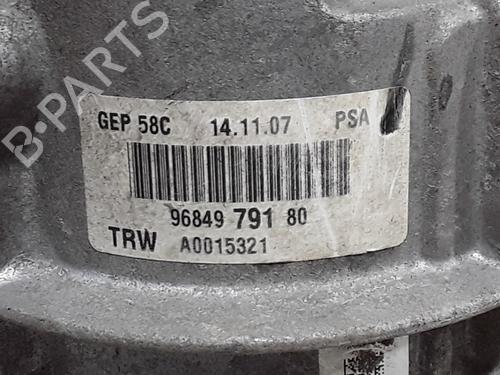 B-PARTS
GEP 58C 14.11.07 PSA
96849 791 80
TRW A0015321